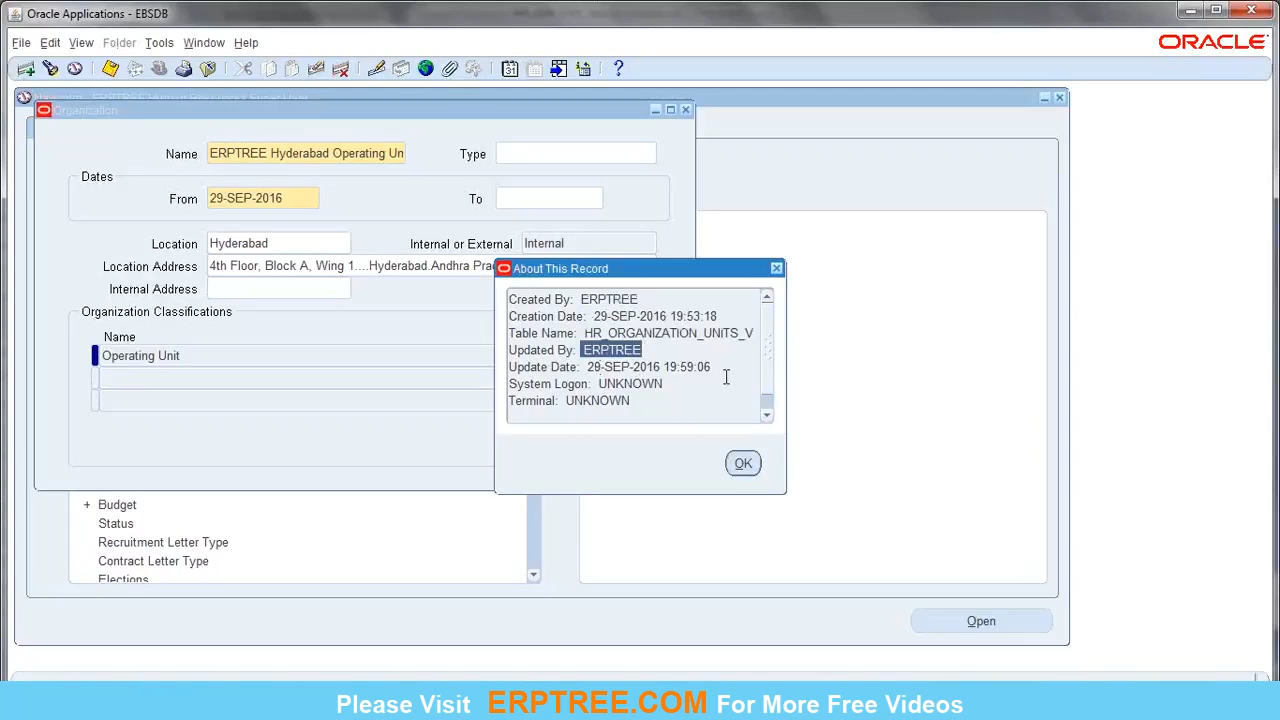 Oracle Applications - EBSDB
File Edit View Folder Tools Window Help
ORACLE
Organization
Name ERPTREE Hyderabad Operating Un Type
Dates
From 29-SEP-2016 To
Location Hyderabad Internal or External Internal
Location Address 4th Floor, Block A, Wing 1....Hyderabad.Andhra Prad
Internal Address
Organization Classifications
Name
Operating Unit
About This Record
Created By: ERPTREE
Creation Date: 29-SEP-2016 19:53:18
Table Name: HR_ORGANIZATION_UNITS_V
Updated By: ERPTREE
Update Date: 29-SEP-2016 19:59:06
System Logon: UNKNOWN
Terminal: UNKNOWN
OK
+ Budget
Status
Recruitment Letter Type
Contract Letter Type
Elections
Open
Please Visit ERPTREE.COM For More Free Videos